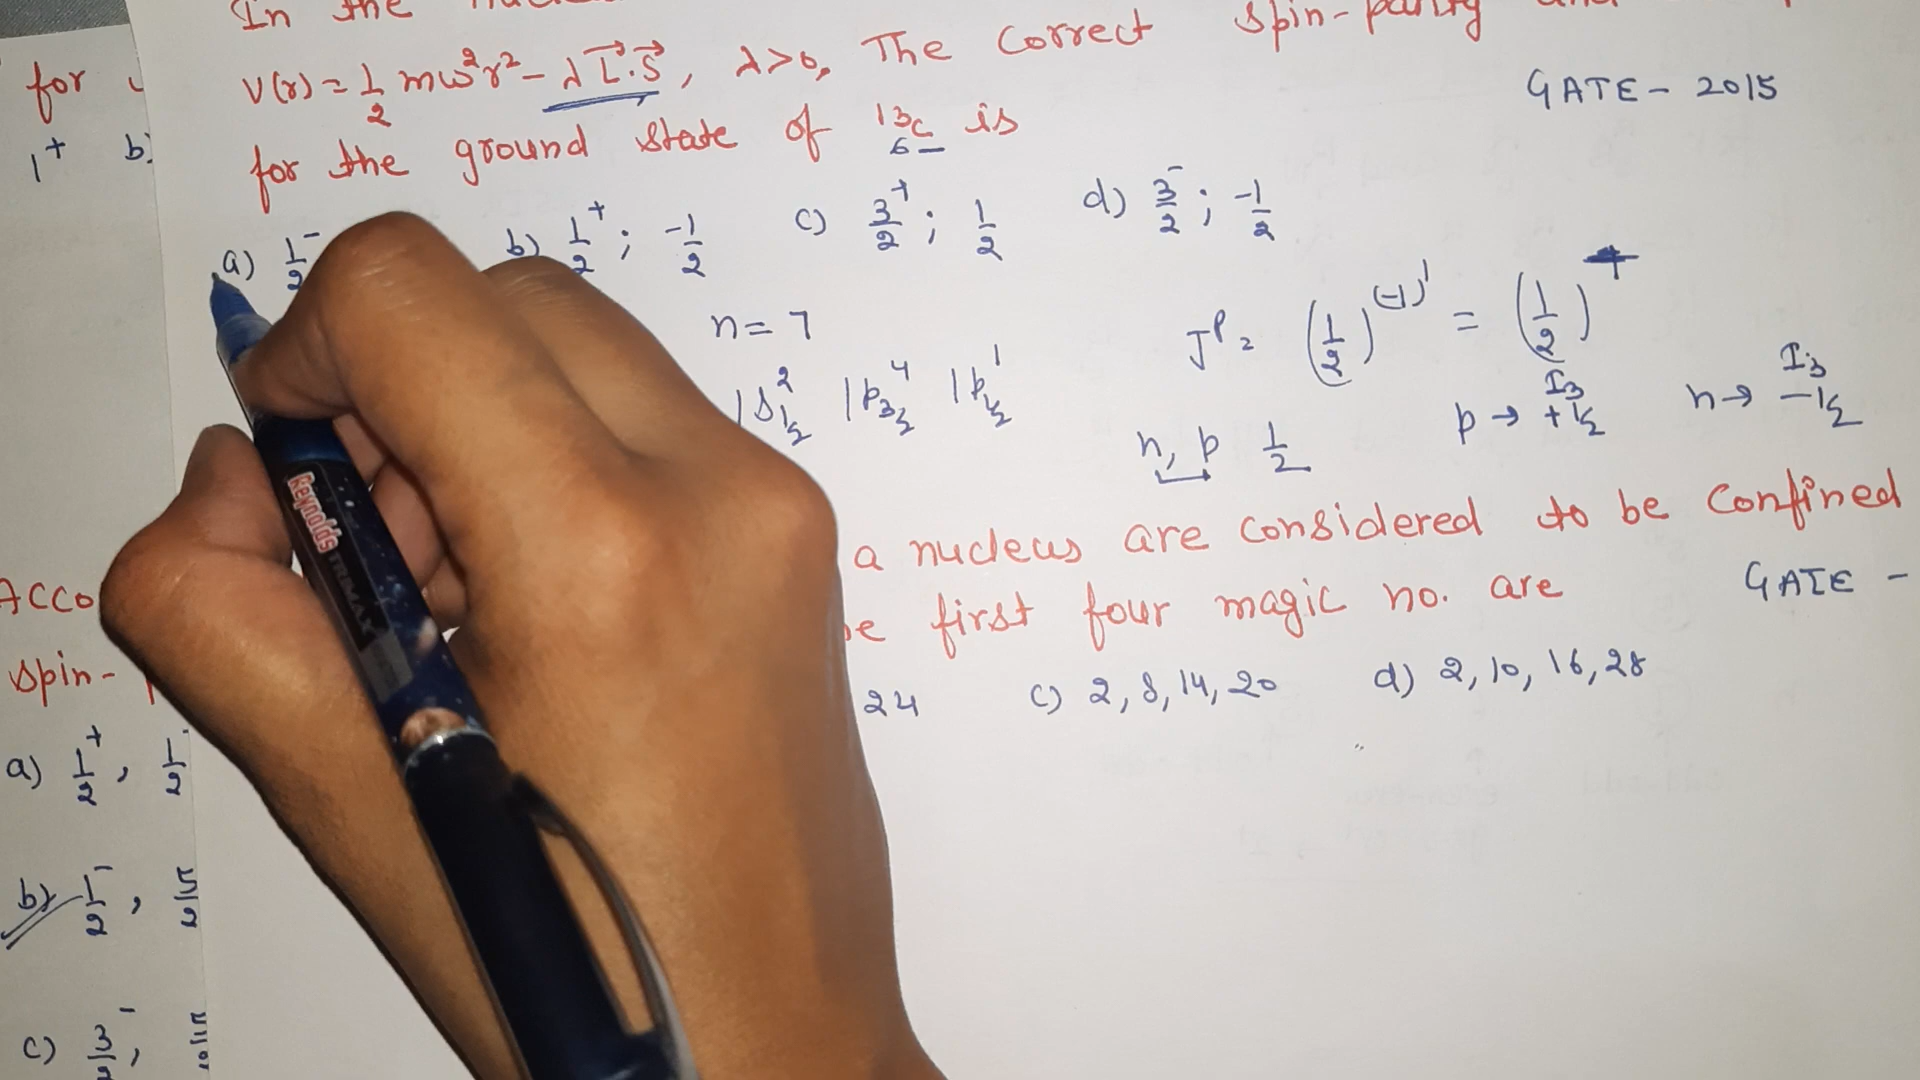 In the
V(r) = 1/2 mω²r² - λ L⃗.S⃗, λ>0, The correct spin-parity and
GATE - 2015
for the ground state of ¹³₆C is
a) 1/2⁻ b) 1/2⁺ ; -1/2 c) 3/2⁺ ; 1/2 d) 3/2⁻ ; -1/2
n = 7
1s²1/2 1p⁴3/2 1p¹1/2
Jᴾ = (1/2)^(-1)¹ = (1/2)
n, p 1/2
I₃ I₃
p → +1/2 n → -1/2
a nucleus are considered to be confined
first four magic no. are
GATE -
24 c) 2, 8, 14, 20 d) 2, 10, 16, 28
for
1⁺ b)
Acco
spin-
a) 1/2⁺, 1/2
b) 1/2⁻,
c) 3/2⁻,
Reynolds
TRIMAX